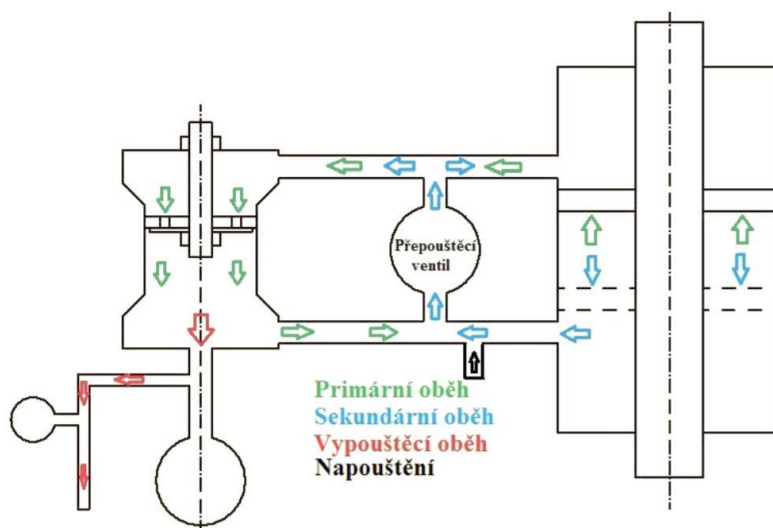 Přepouštěcí
ventil
Primární oběh
Sekundární oběh
Vypouštěcí oběh
Napouštění